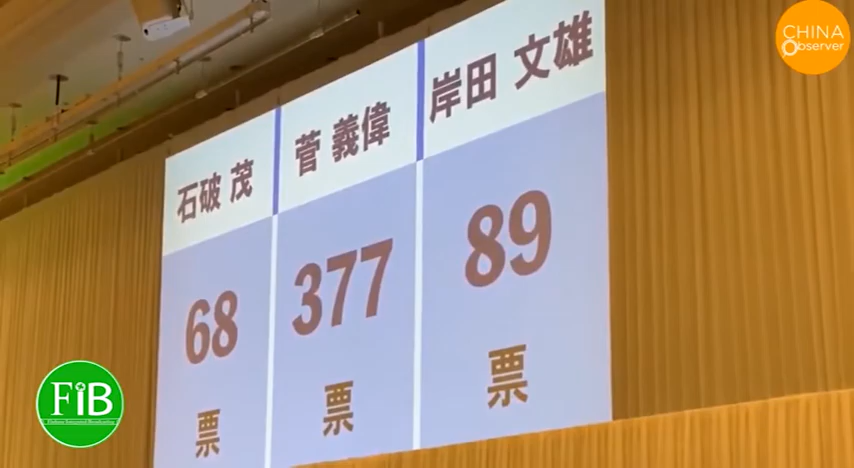 CHINA
Observer
石破 茂
菅 義偉
岸田 文雄
68
377
89
票
票
票
FiB